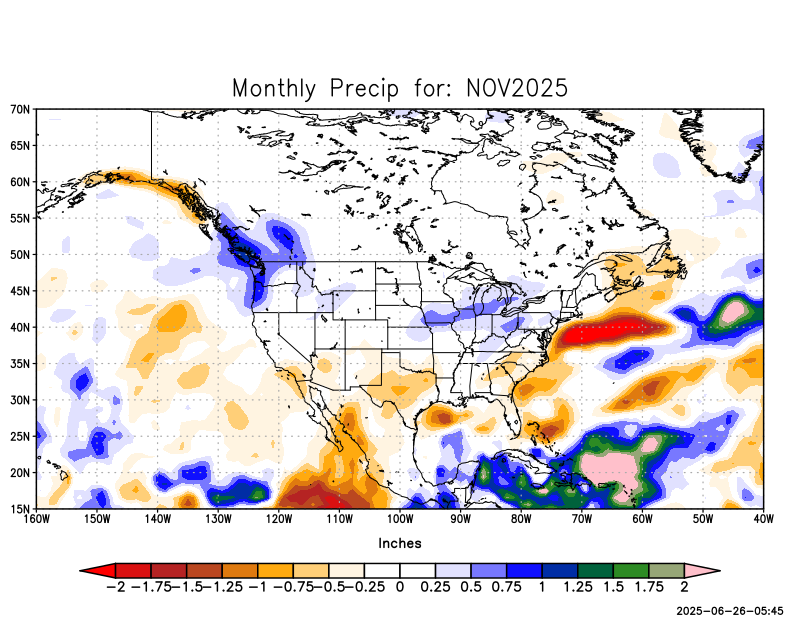 Monthly Precip for: NOV2025
70N
65N
60N
55N
50N
45N
40N
35N
30N
25N
20N
15N
160W 150W 140W 130W 120W 110W 100W 90W 80W 70W 60W 50W 40W
Inches
-2 -1.75 -1.5 -1.25 -1 -0.75 -0.5 -0.25 0 0.25 0.5 0.75 1 1.25 1.5 1.75 2
2025-06-26-05:45